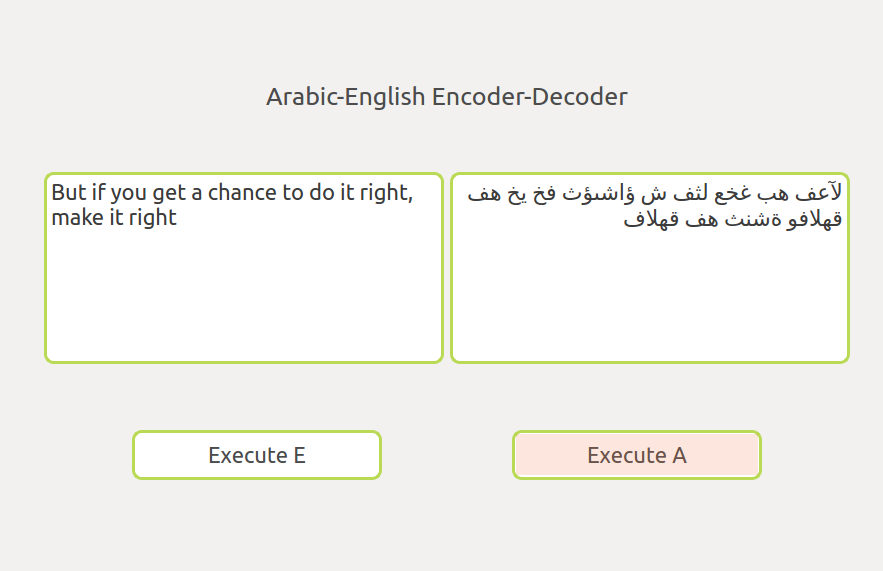 Arabic-English Encoder-Decoder
But if you get a chance to do it right,
make it right
لآعف هب غخع لثف ش ؤاشىؤث فخ يخ هف
قهلافو ةشنث هف قهلاف
Execute E
Execute A